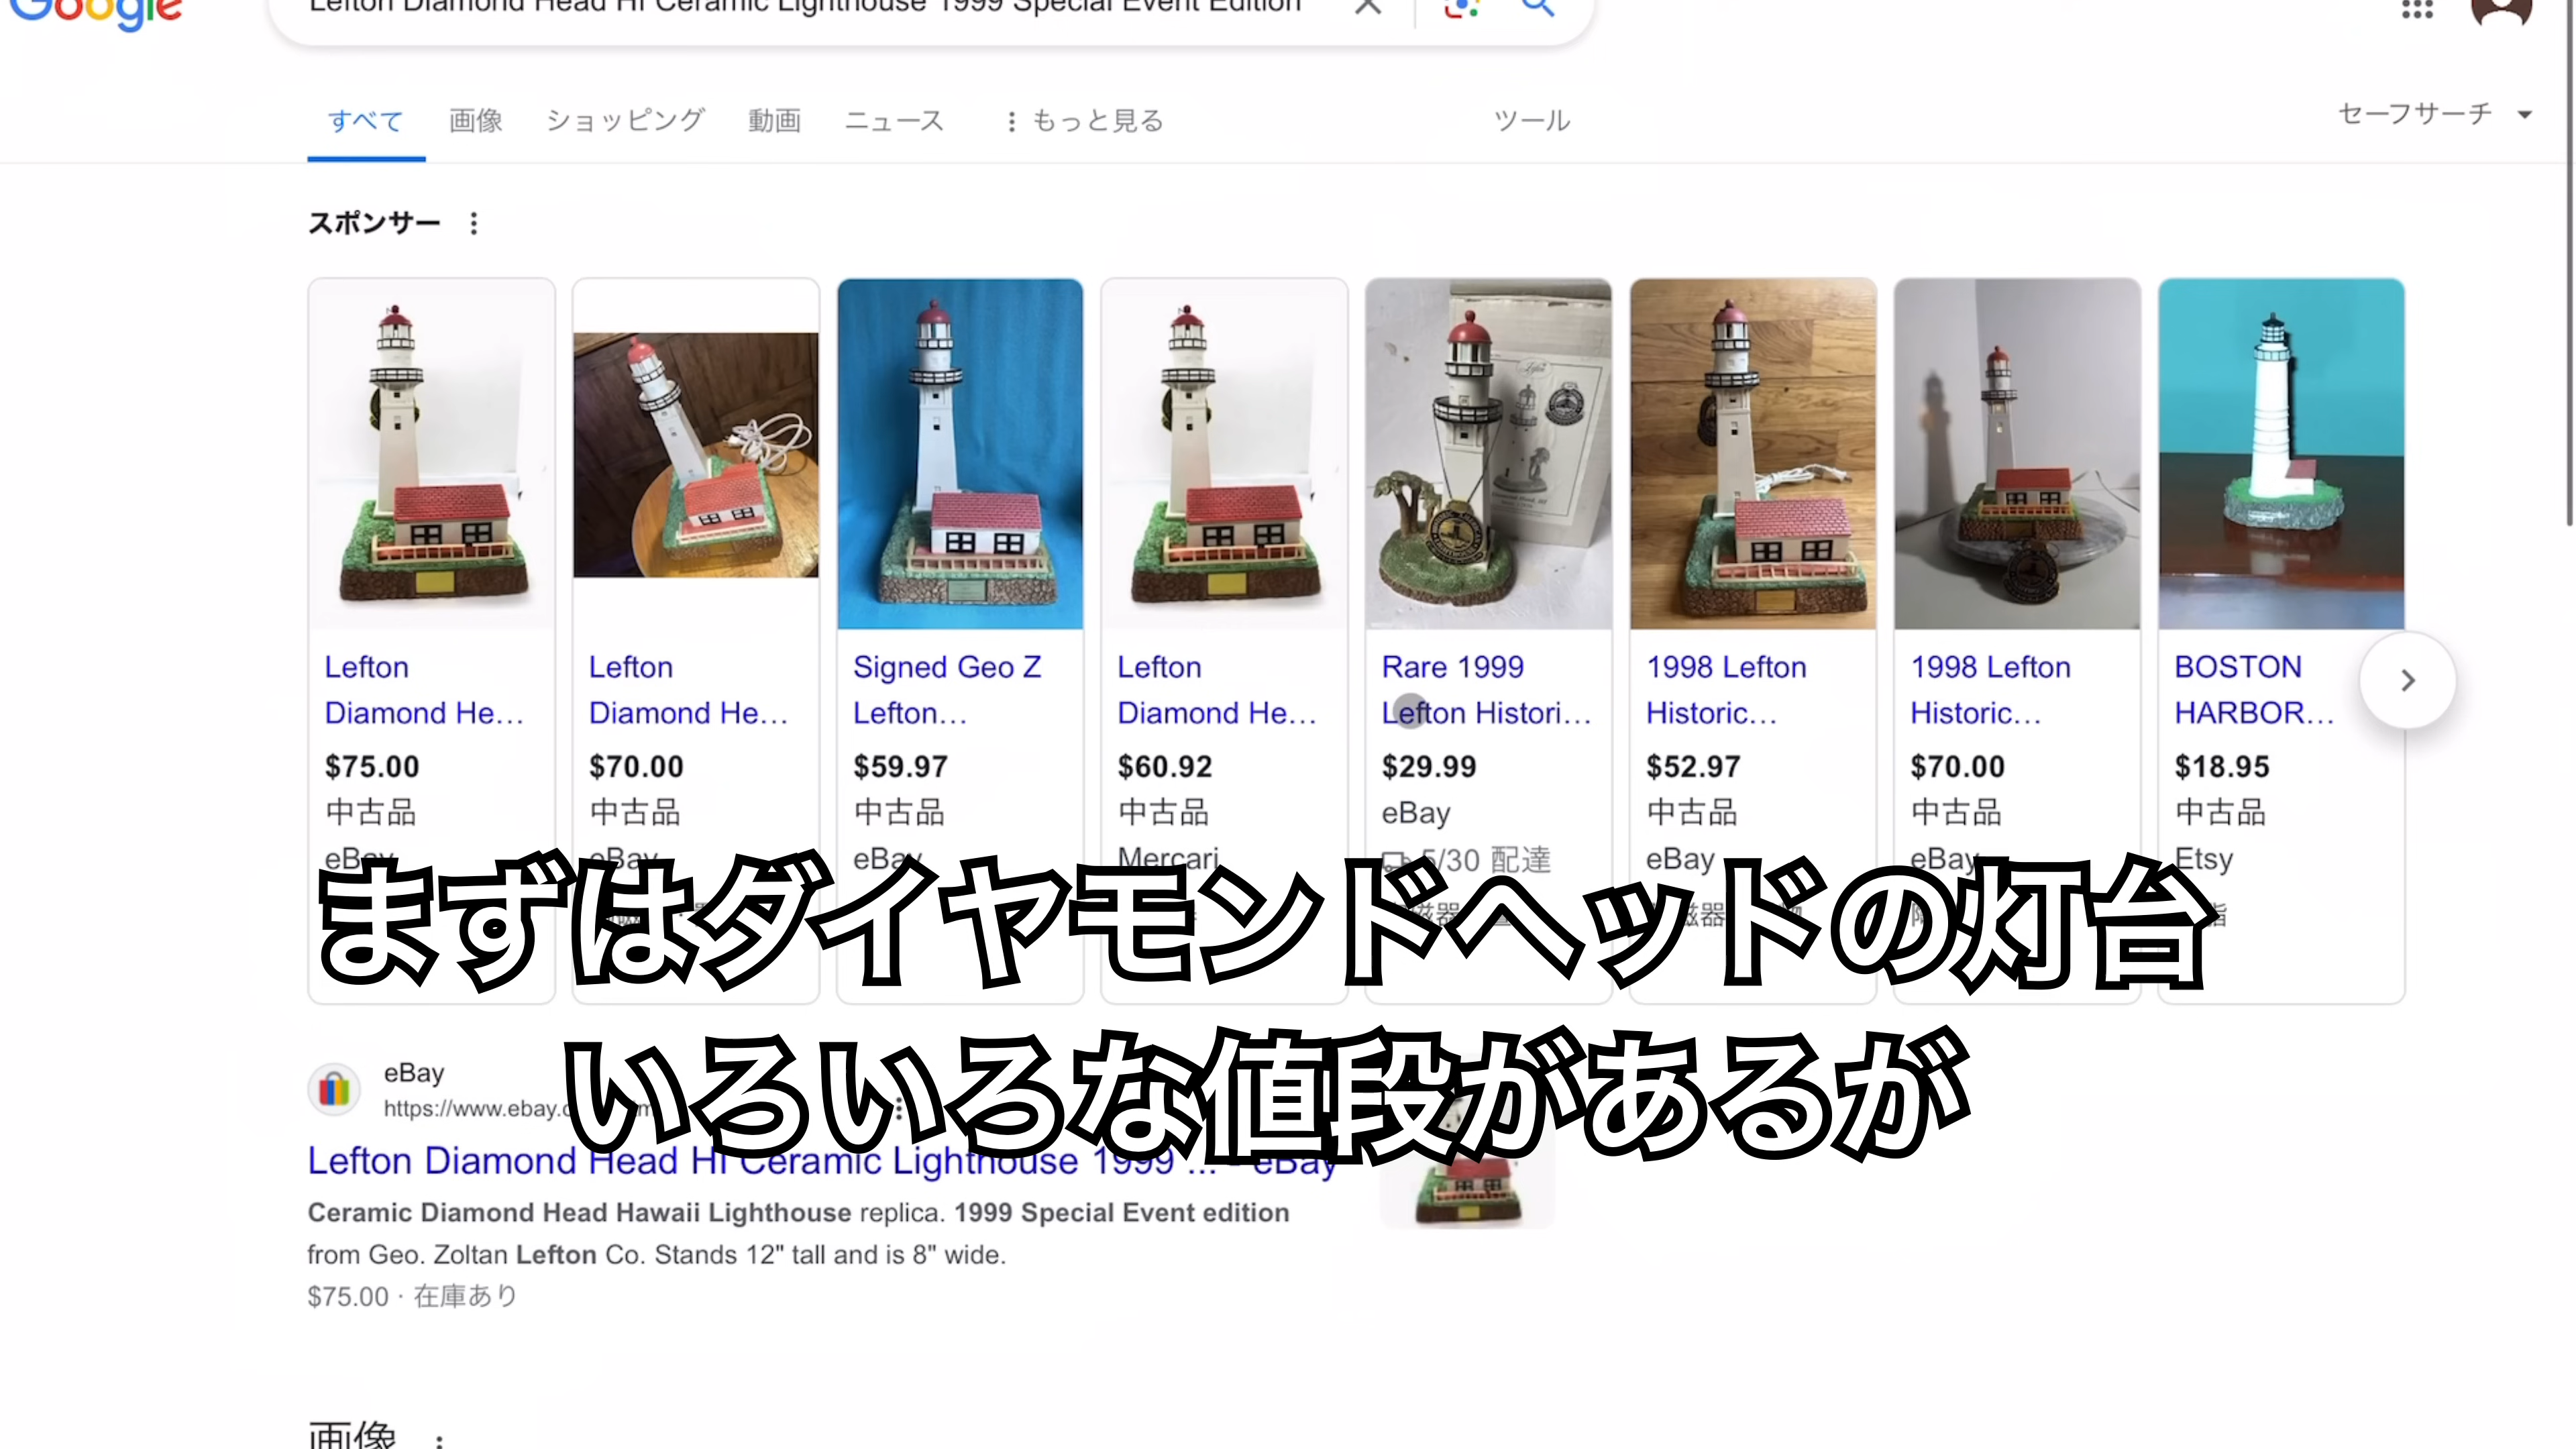 Google
Lefton Diamond Head HI Ceramic Lighthouse 1999 Special Event Edition
すべて 画像 ショッピング 動画 ニュース もっと見る ツール セーフサーチ
スポンサー
Lefton
Diamond He...
$75.00
中古品
eBay
Lefton
Diamond He...
$70.00
中古品
eBay
Signed Geo Z
Lefton...
$59.97
中古品
eBay
Lefton
Diamond He...
$60.92
中古品
Mercari
Rare 1999
Lefton Histori...
$29.99
eBay
5/30 配達
1998 Lefton
Historic...
$52.97
中古品
eBay
1998 Lefton
Historic...
$70.00
中古品
eBay
BOSTON
HARBOR...
$18.95
中古品
Etsy
まずはダイヤモンドヘッドの灯台
いろいろな値段があるが
eBay
https://www.ebay.c
Lefton Diamond Head HI Ceramic Lighthouse 1999 ... - eBay
Ceramic Diamond Head Hawaii Lighthouse replica. 1999 Special Event edition
from Geo. Zoltan Lefton Co. Stands 12" tall and is 8" wide.
$75.00 · 在庫あり
画像